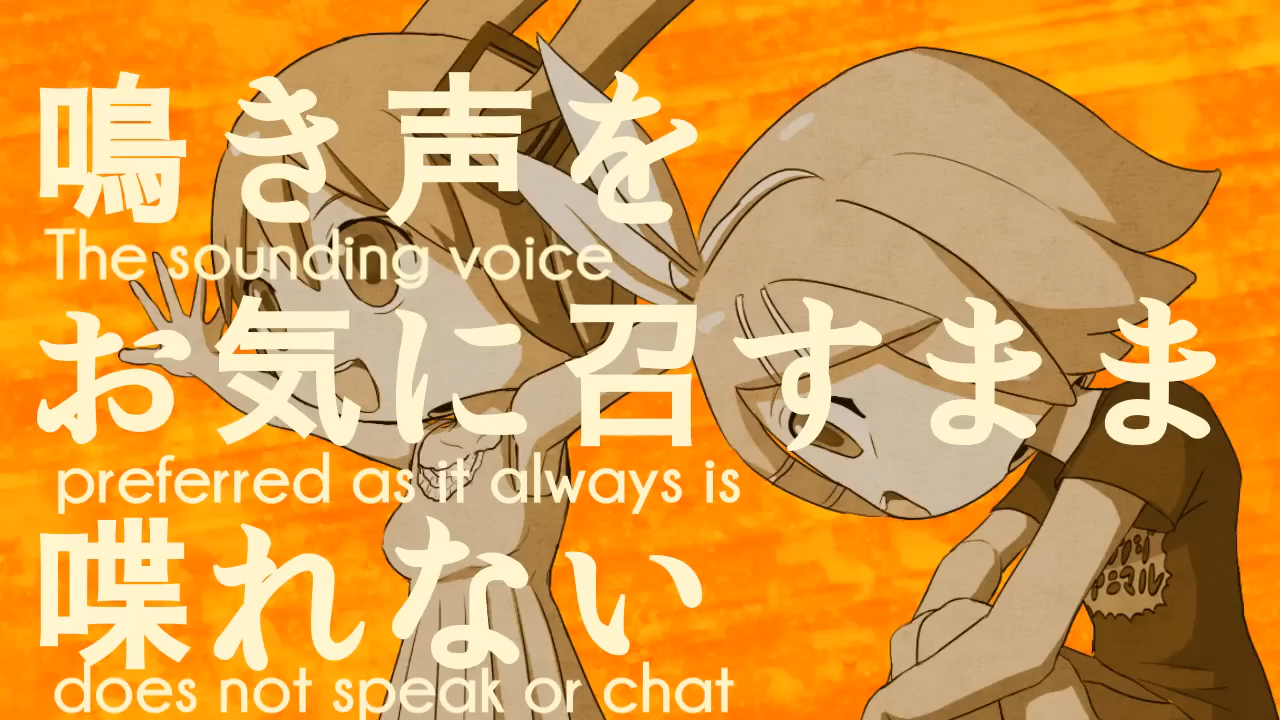 鳴き声を
The sounding voice
お気に召すまま
preferred as it always is
喋れない
does not speak or chat